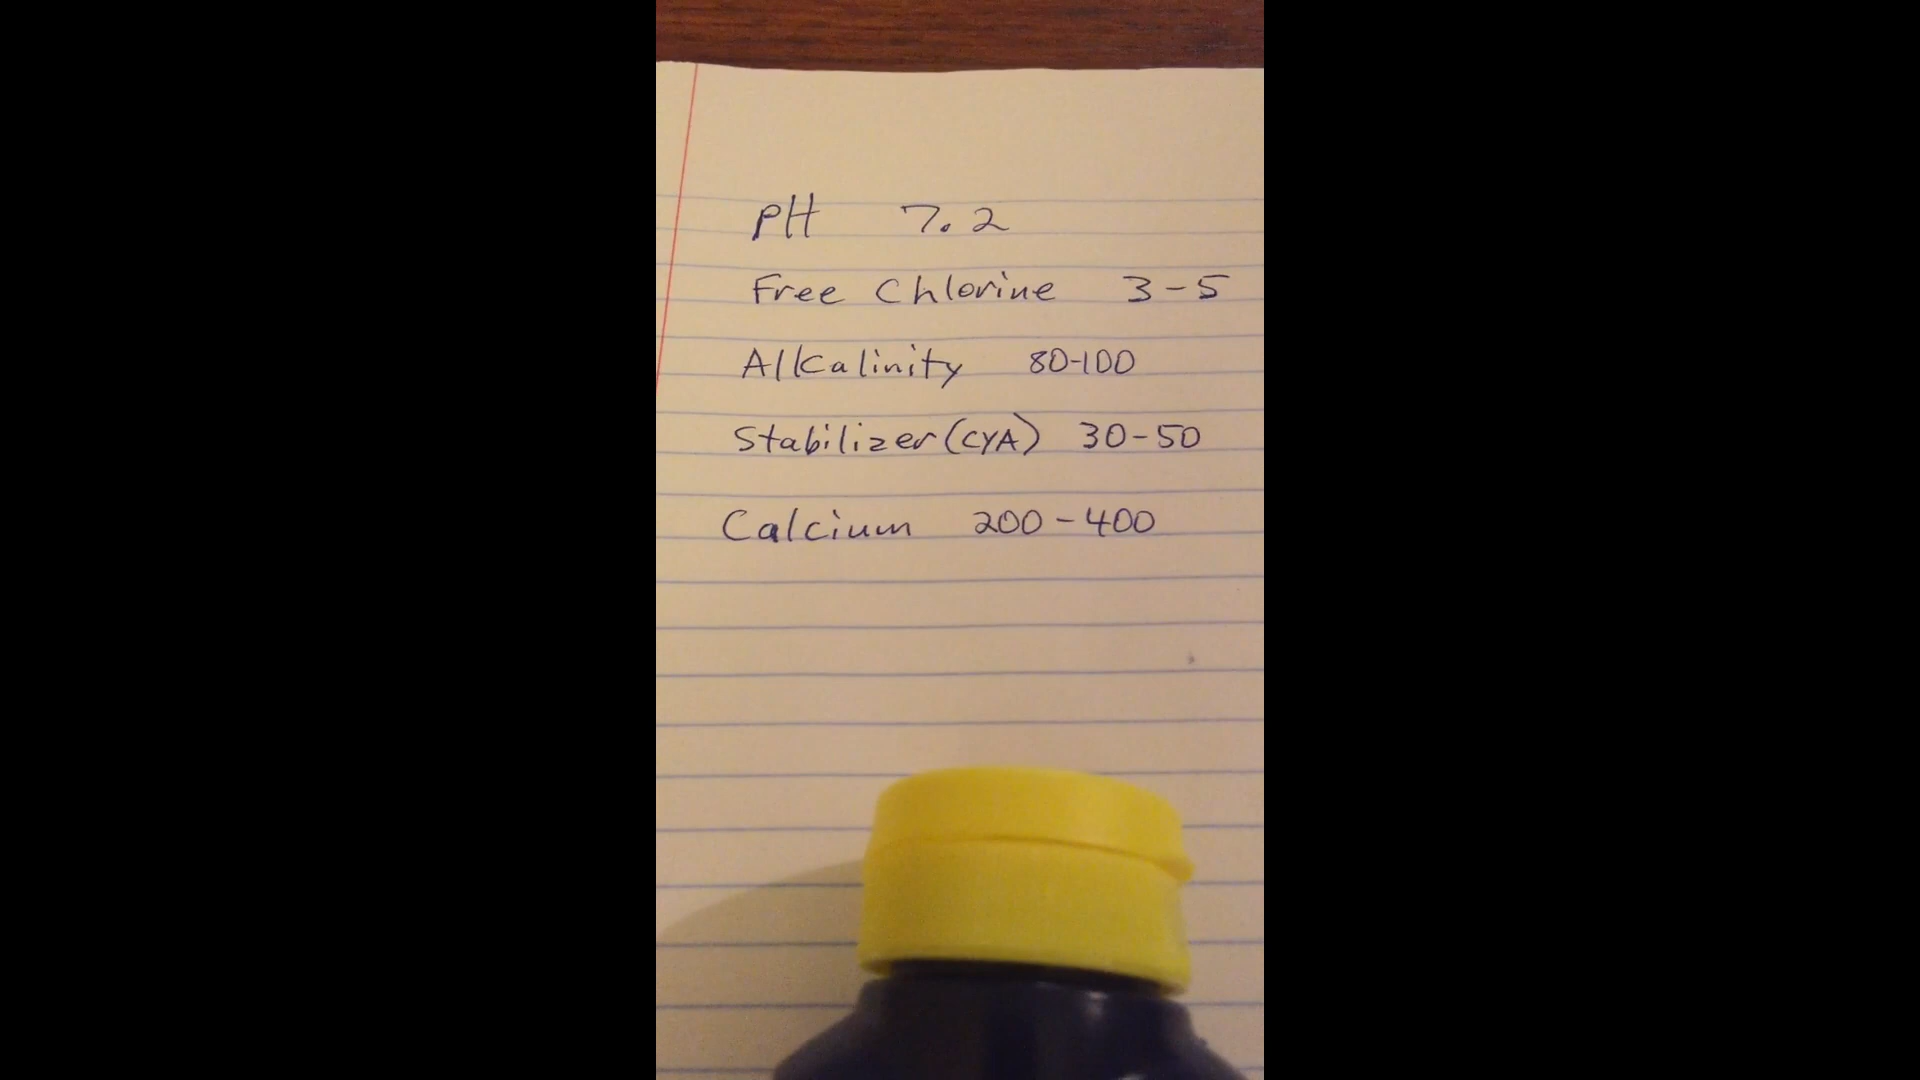 pH 7.2
Free Chlorine 3-5
Alkalinity 80-100
Stabilizer (CYA) 30-50
Calcium 200-400